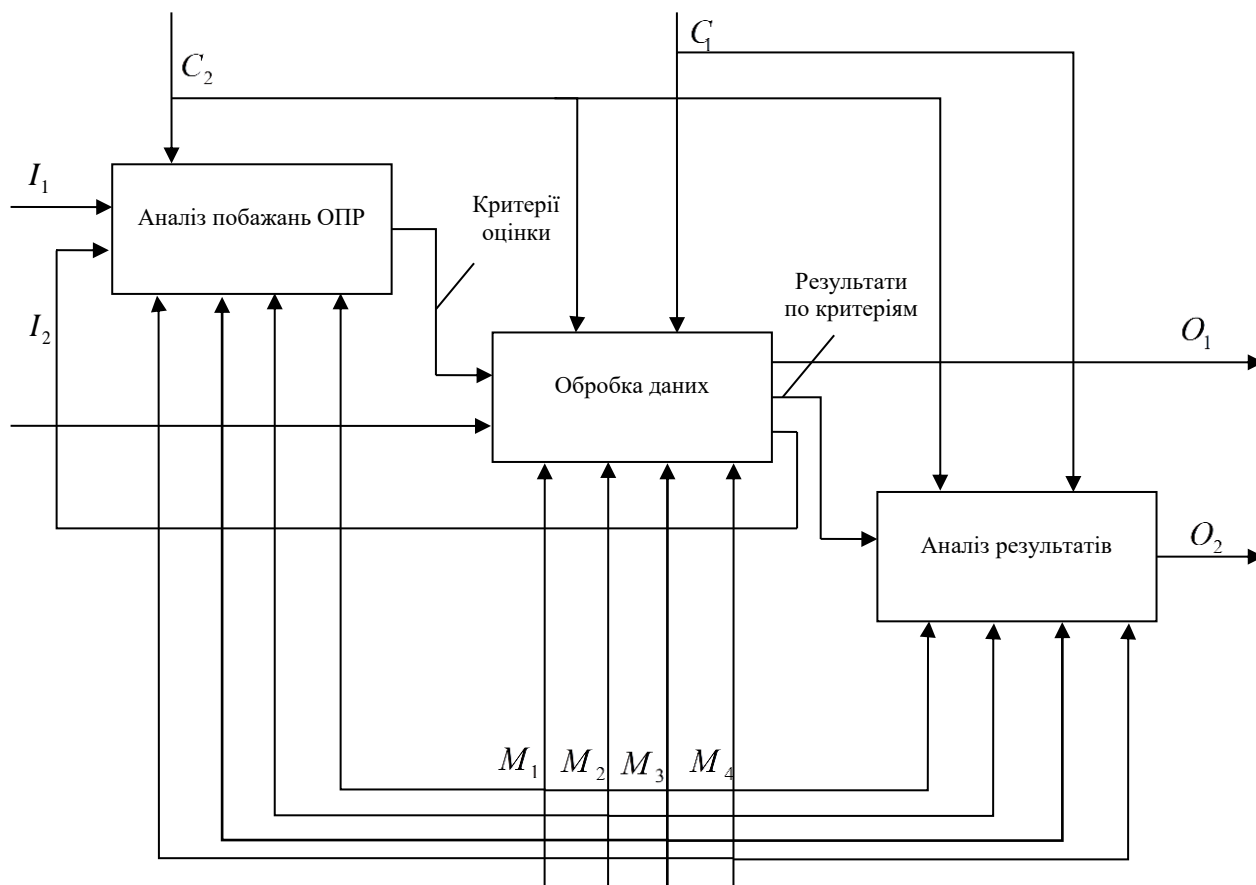 C₁
C₂
I₁
Аналіз побажань ОПР
Критерії
оцінки
Результати
по критеріям
I₂
O₁
Обробка даних
Аналіз результатів
O₂
M₁ M₂ M₃ M₄